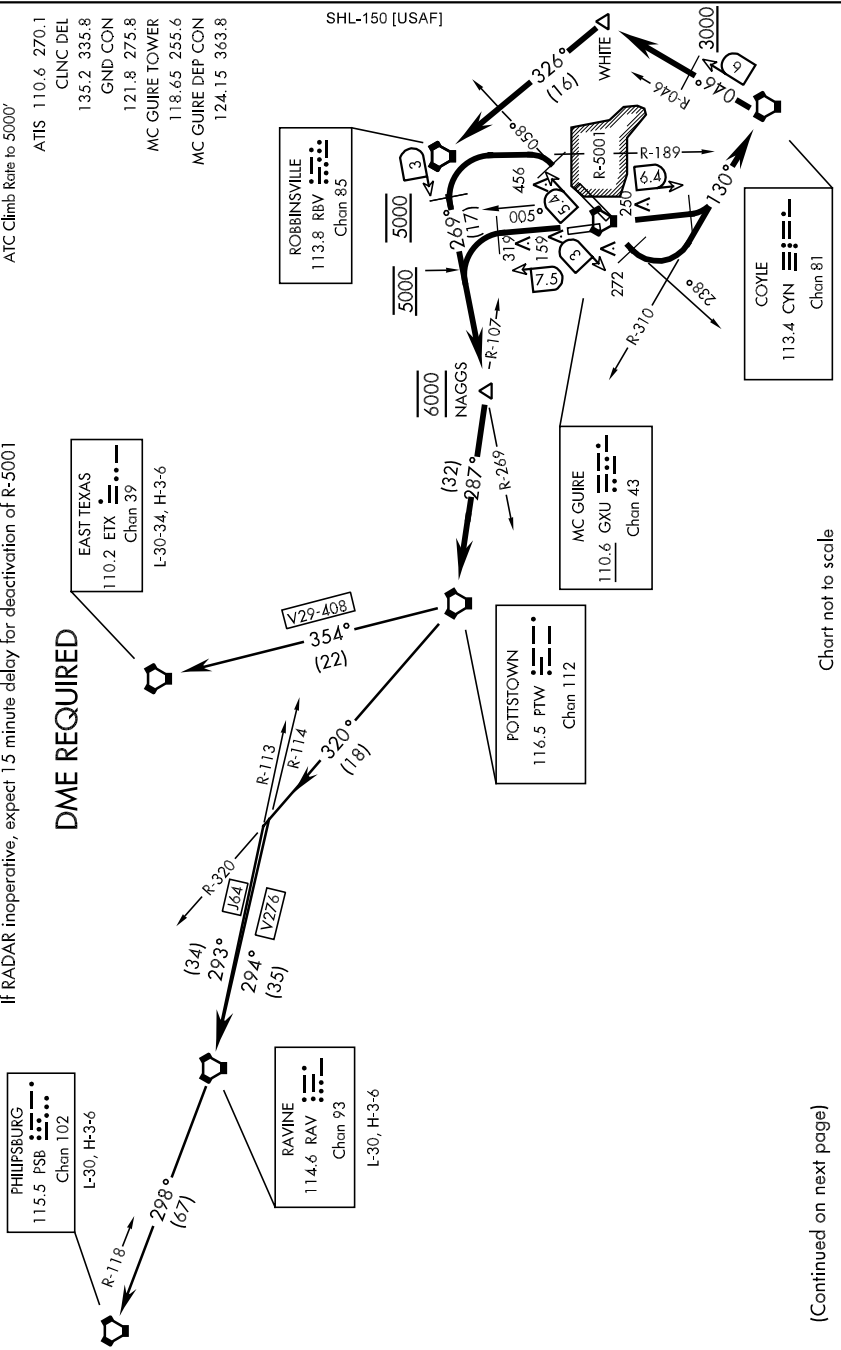 SHL-150 [USAF]
ATC Climb Rate to 5000'
If RADAR inoperative, expect 15 minute delay for deactivation of R-5001
DME REQUIRED
ATIS 110.6 270.1
CLNC DEL
135.2 335.8
GND CON
121.8 275.8
MC GUIRE TOWER
118.65 255.6
MC GUIRE DEP CON
124.15 363.8
PHILIPSBURG
115.5 PSB
Chan 102
L-30, H-3-6
R-118
298°
(67)
RAVINE
114.6 RAV
Chan 93
L-30, H-3-6
(34)
293°
J64
V276
294°
(35)
R-320
R-113
R-114
320°
(18)
EAST TEXAS
110.2 ETX
Chan 39
L-30-34, H-3-6
V29-408
354°
(22)
POTTSTOWN
116.5 PTW
Chan 112
(32)
287°
R-269
6000
NAGGS
R-107
5000
5000
269°
(17)
ROBBINSVILLE
113.8 RBV
Chan 85
3
326°
(16)
WHITE
058°
456
5.4
005°
319
159
7.5
3
272
250
6.4
R-5001
R-189
238°
R-310
130°
046°
R-046
9
3000
MC GUIRE
110.6 GXU
Chan 43
COYLE
113.4 CYN
Chan 81
Chart not to scale
(Continued on next page)